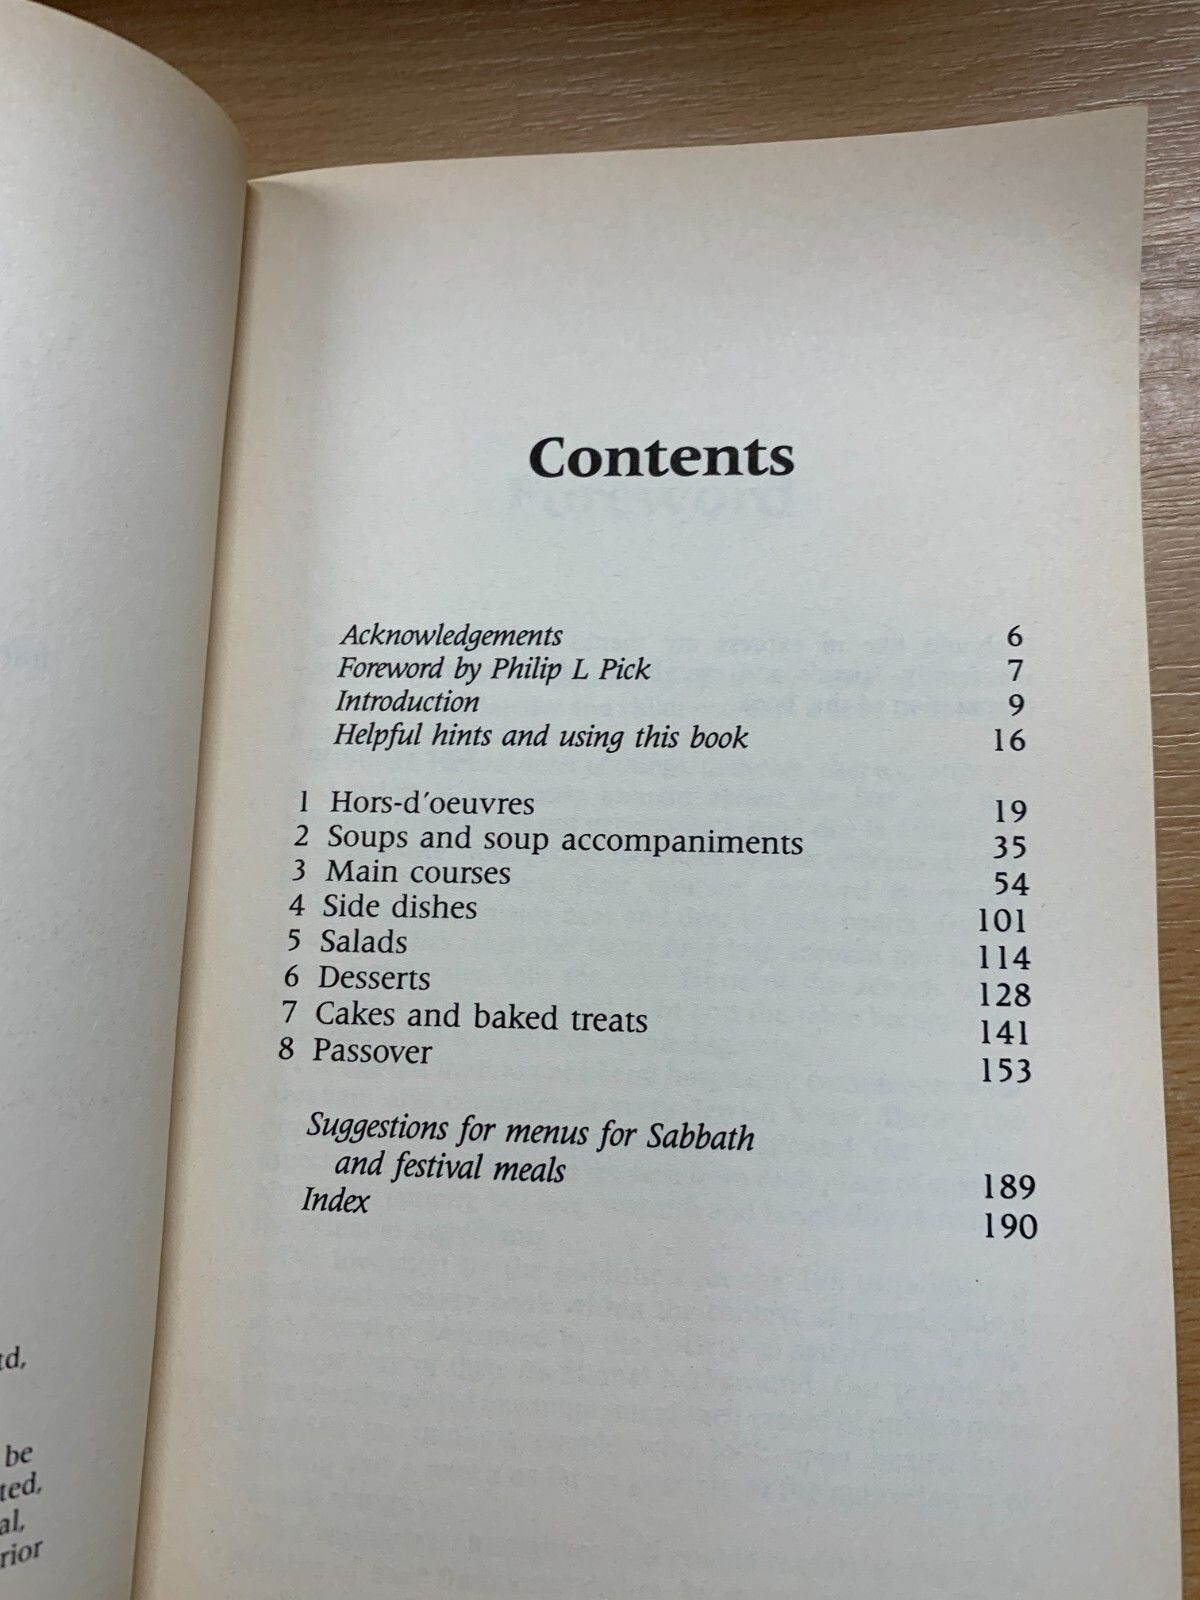 Contents
Acknowledgements 6
Foreword by Philip L Pick 7
Introduction 9
Helpful hints and using this book 16
1 Hors-d'oeuvres 19
2 Soups and soup accompaniments 35
3 Main courses 54
4 Side dishes 101
5 Salads 114
6 Desserts 128
7 Cakes and baked treats 141
8 Passover 153
Suggestions for menus for Sabbath
and festival meals 189
Index 190
be